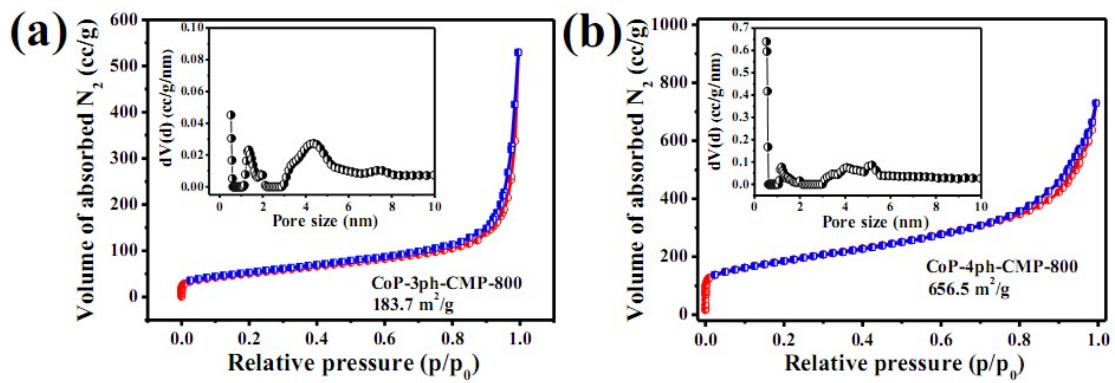 (a)
Volume of absorbed N2 (cc/g)
600
500
400
300
200
100
0
0.0 0.2 0.4 0.6 0.8 1.0
Relative pressure (p/p0)
dV(d) (cc/g/nm)
0.10
0.08
0.06
0.04
0.02
0.00
0 2 4 6 8 10
Pore size (nm)
CoP-3ph-CMP-800
183.7 m²/g
(b)
Volume of absorbed N2 (cc/g)
1000
800
600
400
200
0
0.0 0.2 0.4 0.6 0.8 1.0
Relative pressure (p/p0)
dV(d) (cc/g/nm)
0.7
0.6
0.5
0.4
0.3
0.2
0.1
0.0
0 2 4 6 8 10
Pore size (nm)
CoP-4ph-CMP-800
656.5 m²/g